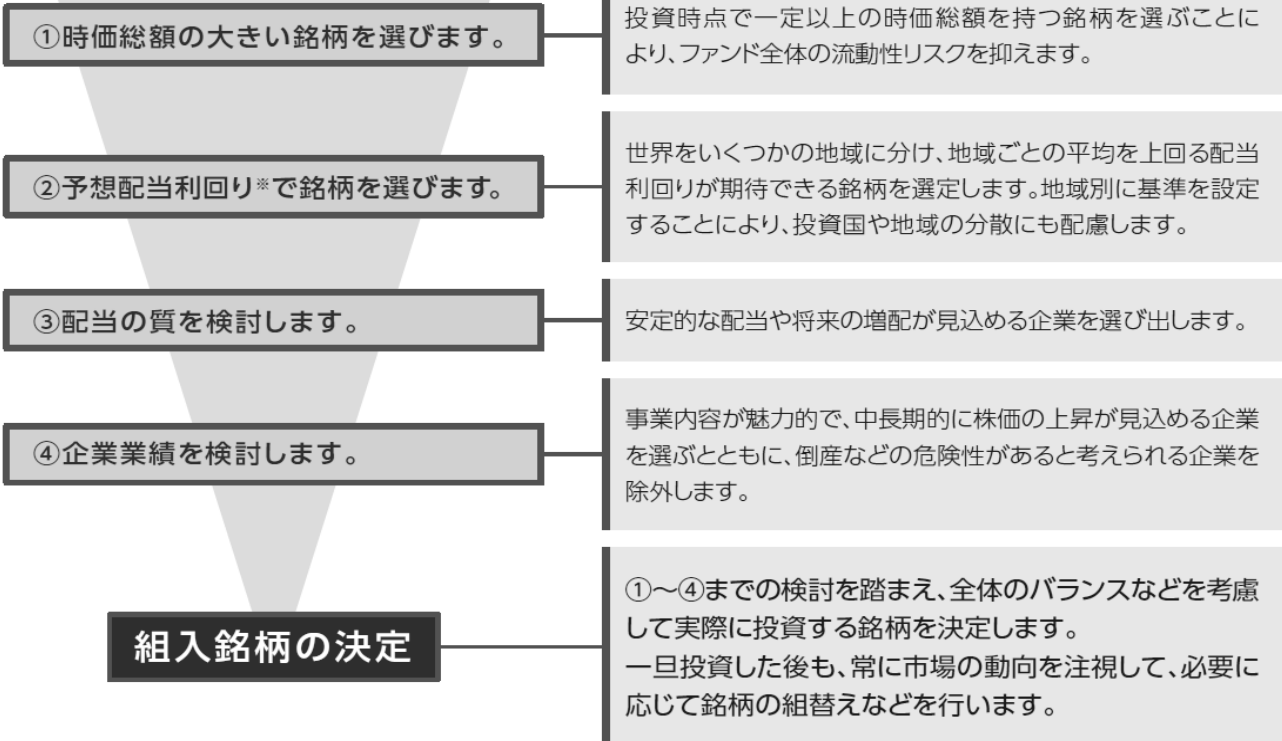 ①時価総額の大きい銘柄を選びます。
投資時点で一定以上の時価総額を持つ銘柄を選ぶことに
より、ファンド全体の流動性リスクを抑えます。
②予想配当利回り※で銘柄を選びます。
世界をいくつかの地域に分け、地域ごとの平均を上回る配当
利回りが期待できる銘柄を選定します。地域別に基準を設定
することにより、投資国や地域の分散にも配慮します。
③配当の質を検討します。
安定的な配当や将来の増配が見込める企業を選び出します。
④企業業績を検討します。
事業内容が魅力的で、中長期的に株価の上昇が見込める企業
を選ぶとともに、倒産などの危険性があると考えられる企業を
除外します。
組入銘柄の決定
①～④までの検討を踏まえ、全体のバランスなどを考慮
して実際に投資する銘柄を決定します。
一旦投資した後も、常に市場の動向を注視して、必要に
応じて銘柄の組替えなどを行います。